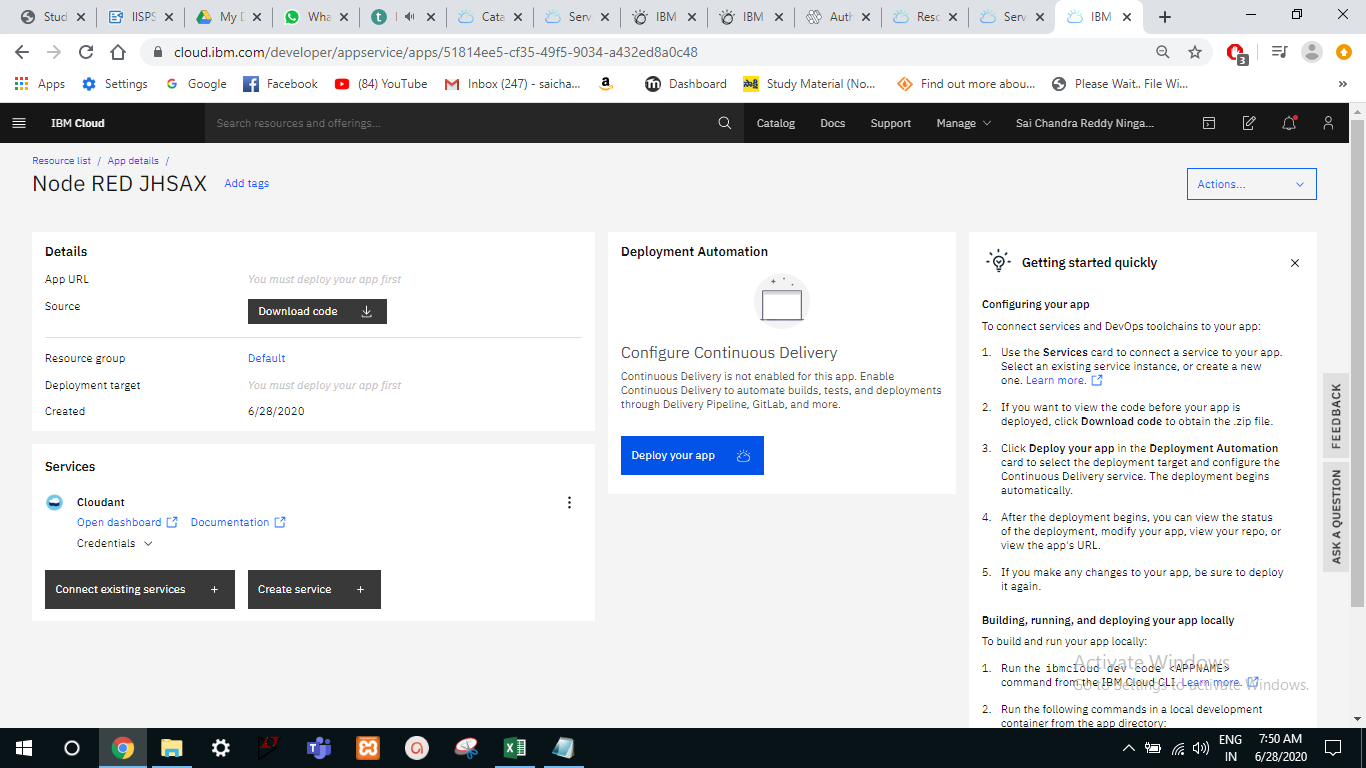 Stud
IISPS
My D
Wha
Cata
Serv
IBM
IBM
Auth
Reso
Serv
IBM
cloud.ibm.com/developer/appservice/apps/51814ee5-cf35-49f5-9034-a432ed8a0c48
3
Apps
Settings
Google
Facebook
(84) YouTube
Inbox (247) - saicha...
Dashboard
Study Material (No...
Find out more abou...
Please Wait.. File Wi...
IBM Cloud
Search resources and offerings...
Catalog
Docs
Support
Manage
Sai Chandra Reddy Ninga...
Resource list / App details /
Node RED JHSAX
Add tags
Actions...
Details
App URL
You must deploy your app first
Source
Download code
Resource group
Default
Deployment target
You must deploy your app first
Created
6/28/2020
Services
Cloudant
Open dashboard
Documentation
Credentials
Connect existing services +
Create service +
Deployment Automation
Configure Continuous Delivery
Continuous Delivery is not enabled for this app. Enable
Continuous Delivery to automate builds, tests, and deployments
through Delivery Pipeline, GitLab, and more.
Deploy your app
Getting started quickly
Configuring your app
To connect services and DevOps toolchains to your app:
1. Use the Services card to connect a service to your app.
Select an existing service instance, or create a new
one. Learn more.
2. If you want to view the code before your app is
deployed, click Download code to obtain the .zip file.
3. Click Deploy your app in the Deployment Automation
card to select the deployment target and configure the
Continuous Delivery service. The deployment begins
automatically.
4. After the deployment begins, you can view the status
of the deployment, modify your app, view your repo, or
view the app's URL.
5. If you make any changes to your app, be sure to deploy
it again.
Building, running, and deploying your app locally
To build and run your app locally:
1. Run the ibmcloud dev code <APPNAME>
command from the IBM Cloud CLI. Learn more.
2. Run the following commands in a local development
container from the app directory:
FEEDBACK
ASK A QUESTION
Activate Windows
Go to Settings to activate Windows.
ENG
IN
7:50 AM
6/28/2020